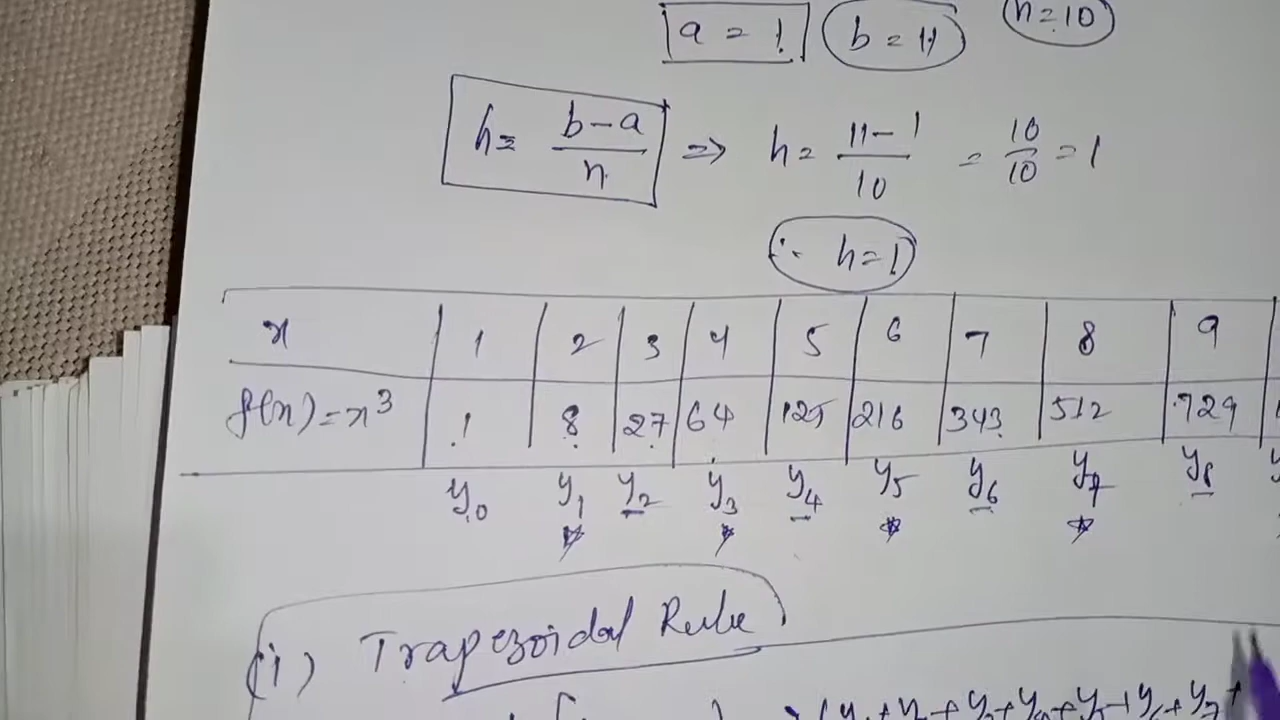 a = 1 b = 11 n=10
h= b-a/n ⇒ h= 11-1/10 = 10/10 = 1
∴ h=1
x 1 2 3 4 5 6 7 8 9
f(x)=x³ 1 8 27 64 125 216 343 512 729
y0 y1 y2 y3 y4 y5 y6 y7 y8
(i) Trapezoidal Rule